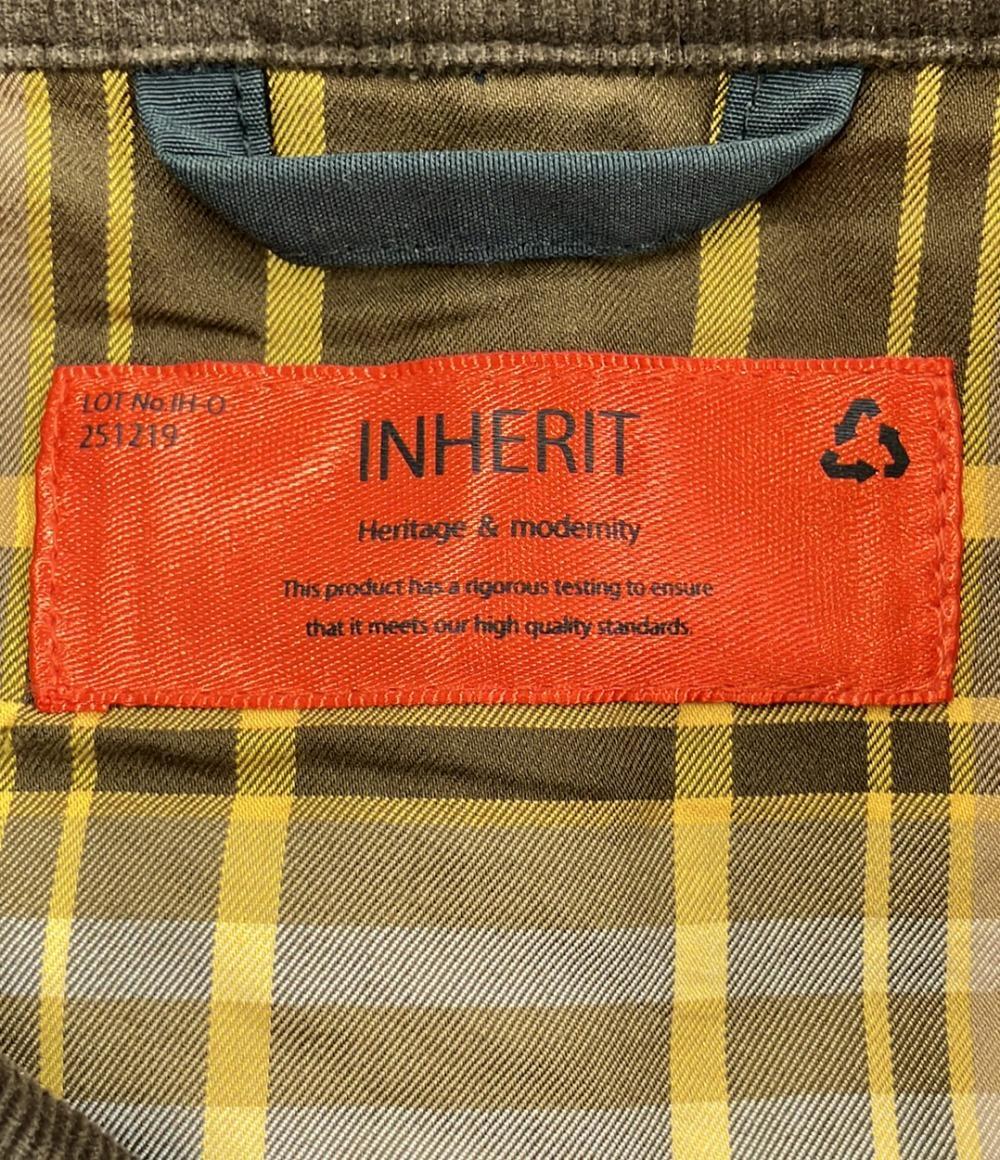 LOT No.IH-O
251219
INHERIT
Heritage & modernity
This product has a rigorous testing to ensure
that it meets our high quality standards.